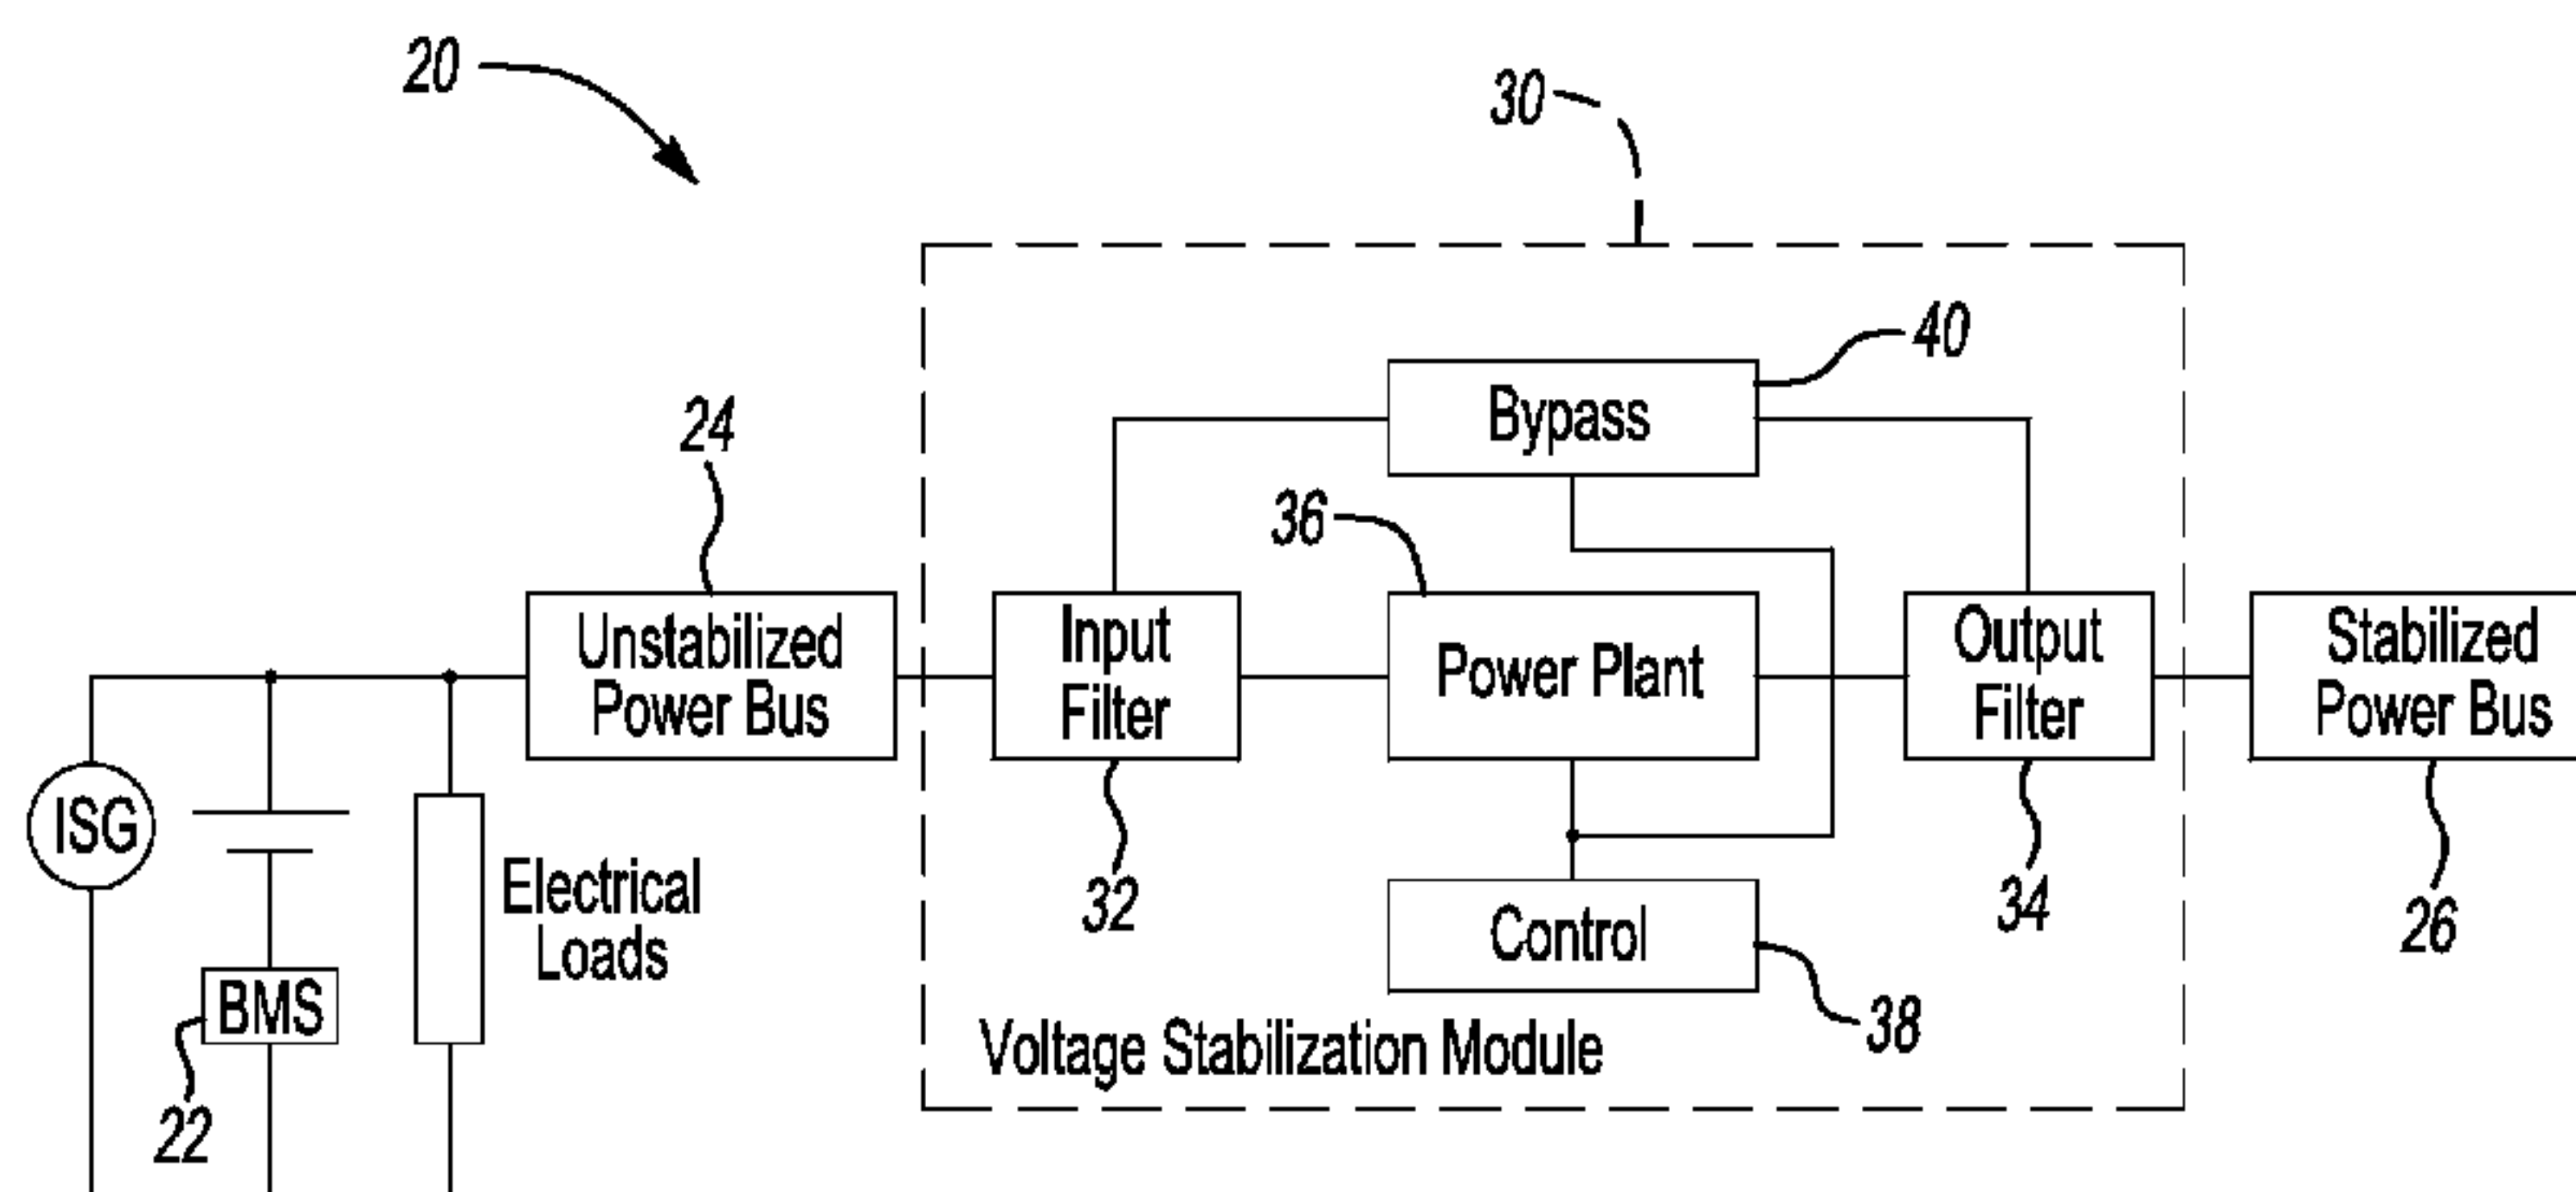 20
30
40
Bypass
24
36
Unstabilized
Power Bus
Input
Filter
Power Plant
Output
Filter
Stabilized
Power Bus
ISG
Electrical
Loads
32
34
26
Control
BMS
38
Voltage Stabilization Module
22